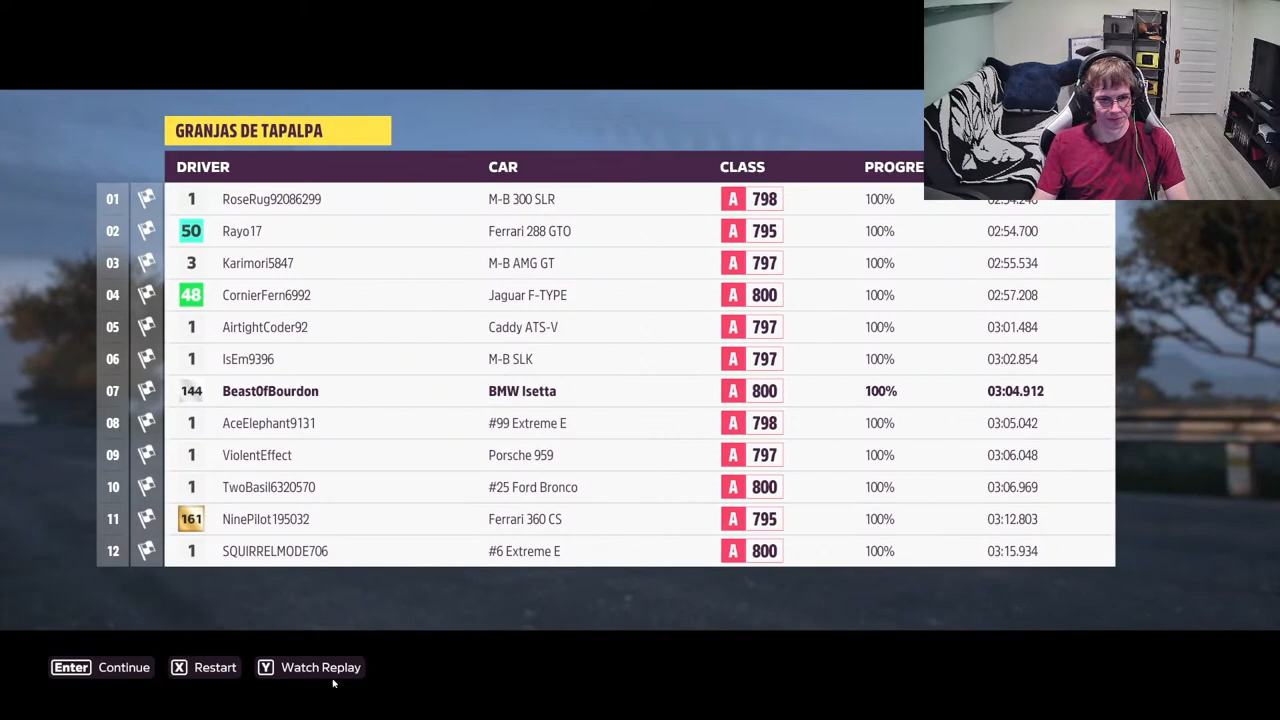 GRANJAS DE TAPALPA
DRIVER CAR CLASS PROGRE
01 1 RoseRug92086299 M-B 300 SLR A 798 100%
02 50 Rayo17 Ferrari 288 GTO A 795 100% 02:54.700
03 3 Karimori5847 M-B AMG GT A 797 100% 02:55.534
04 48 CornierFern6992 Jaguar F-TYPE A 800 100% 02:57.208
05 1 AirtightCoder92 Caddy ATS-V A 797 100% 03:01.484
06 1 IsEm9396 M-B SLK A 797 100% 03:02.854
07 144 BeastOfBourdon BMW Isetta A 800 100% 03:04.912
08 1 AceElephant9131 #99 Extreme E A 798 100% 03:05.042
09 1 ViolentEffect Porsche 959 A 797 100% 03:06.048
10 1 TwoBasil6320570 #25 Ford Bronco A 800 100% 03:06.969
11 161 NinePilot195032 Ferrari 360 CS A 795 100% 03:12.803
12 1 SQUIRRELMODE706 #6 Extreme E A 800 100% 03:15.934
Enter Continue X Restart Y Watch Replay